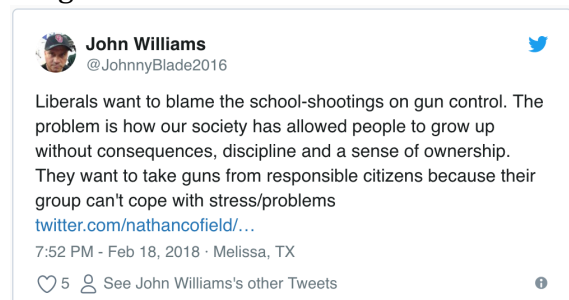 John Williams
@JohnnyBlade2016
Liberals want to blame the school-shootings on gun control. The
problem is how our society has allowed people to grow up
without consequences, discipline and a sense of ownership.
They want to take guns from responsible citizens because their
group can't cope with stress/problems
twitter.com/nathancofield/…
7:52 PM - Feb 18, 2018 · Melissa, TX
5 See John Williams's other Tweets